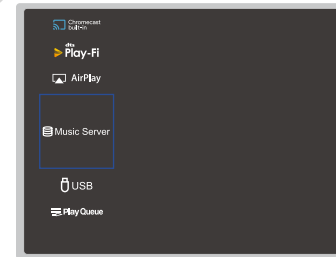 Chromecast
built-in
dts
Play-Fi
AirPlay
Music Server
USB
Play Queue